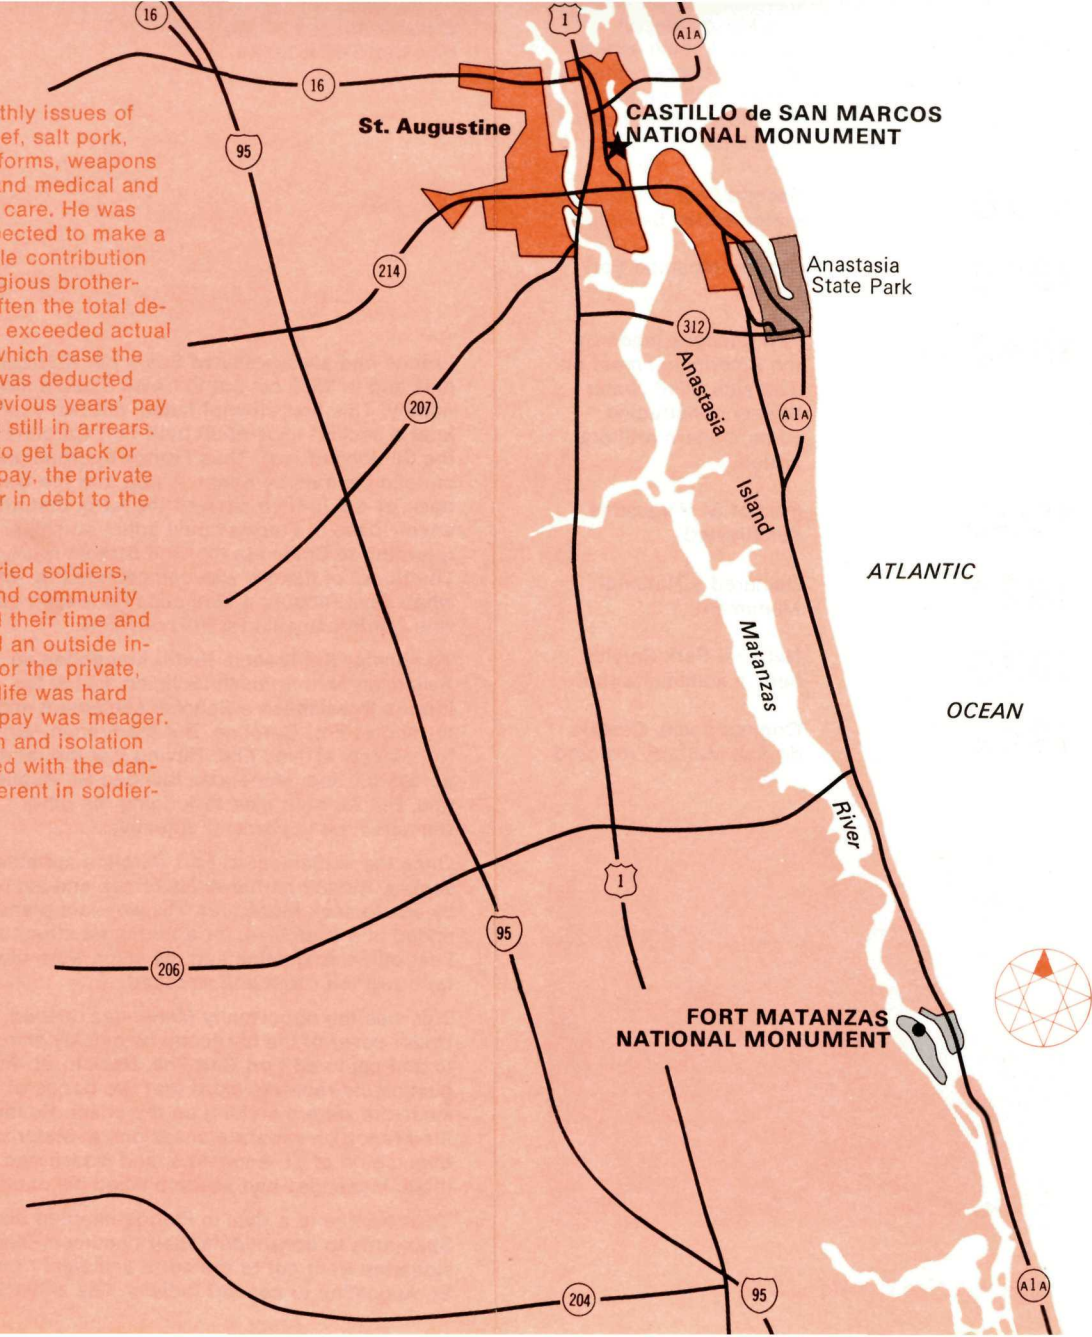 thly issues of
ef, salt pork,
forms, weapons
nd medical and
care. He was
ected to make a
le contribution
gious brother-
ften the total de-
exceeded actual
which case the
was deducted
evious years' pay
still in arrears.
o get back or
pay, the private
r in debt to the
ried soldiers,
nd community
their time and
an outside in-
or the private,
life was hard
pay was meager.
n and isolation
ed with the dan-
erent in soldier-
16
1
A1A
16
95
St. Augustine
CASTILLO de SAN MARCOS
NATIONAL MONUMENT
214
Anastasia
State Park
312
Anastasia
Island
207
A1A
ATLANTIC
OCEAN
Matanzas
River
1
95
206
FORT MATANZAS
NATIONAL MONUMENT
204
95
A1A